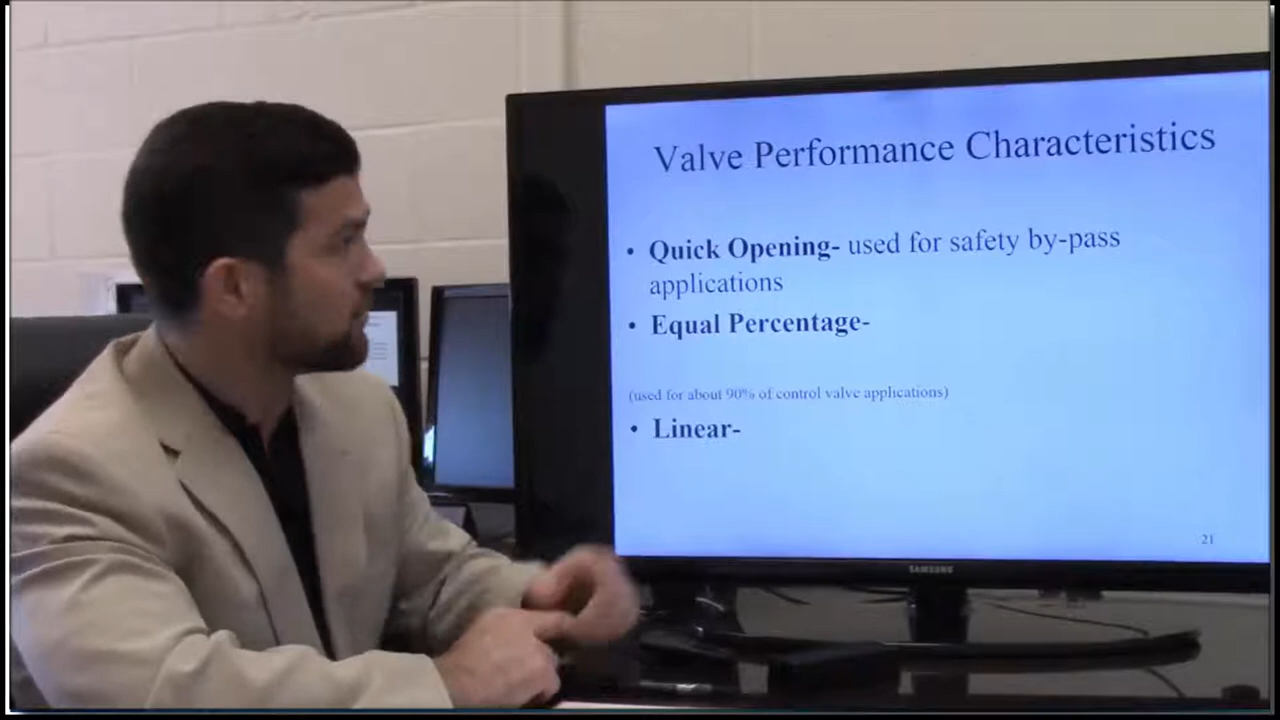 Valve Performance Characteristics
• Quick Opening- used for safety by-pass
applications
• Equal Percentage-
(used for about 90% of control valve applications)
• Linear-
21
SAMSUNG